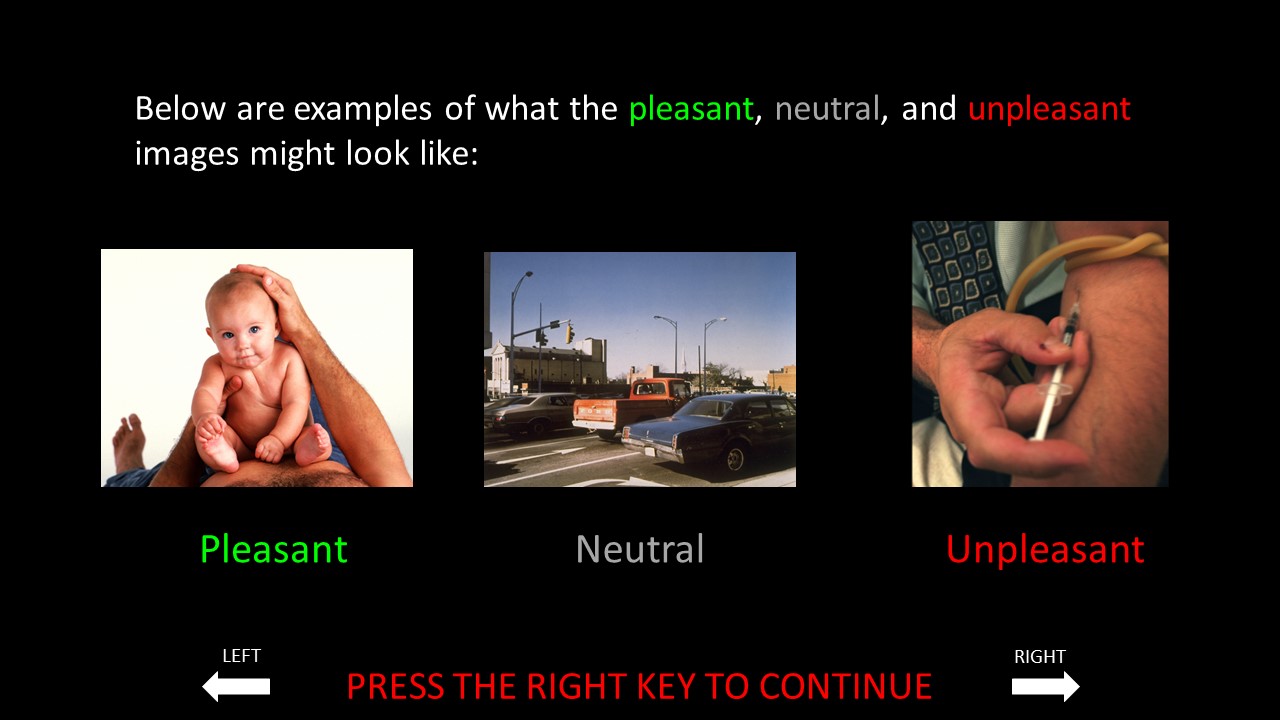 Below are examples of what the pleasant, neutral, and unpleasant
images might look like:
Pleasant
Neutral
Unpleasant
LEFT
PRESS THE RIGHT KEY TO CONTINUE
RIGHT